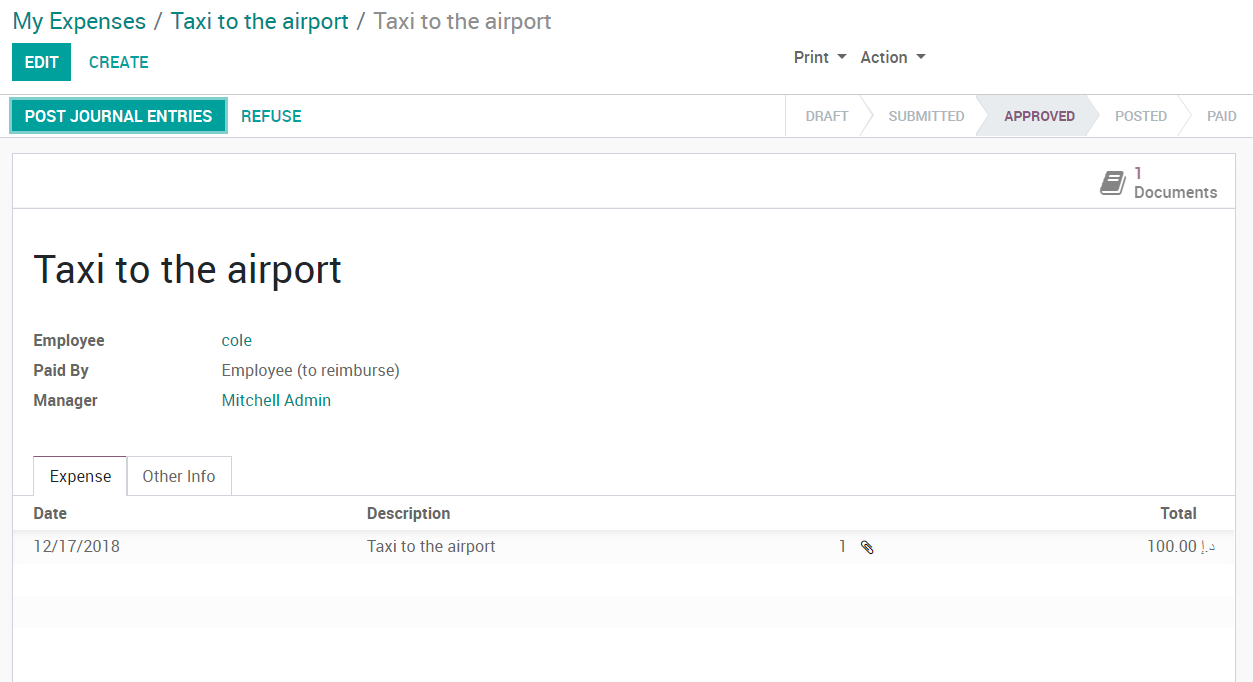 My Expenses / Taxi to the airport / Taxi to the airport
EDIT CREATE Print Action
POST JOURNAL ENTRIES REFUSE DRAFT SUBMITTED APPROVED POSTED PAID
1
Documents
Taxi to the airport
Employee cole
Paid By Employee (to reimburse)
Manager Mitchell Admin
Expense Other Info
Date Description Total
12/17/2018 Taxi to the airport 1 100.00 د.إ